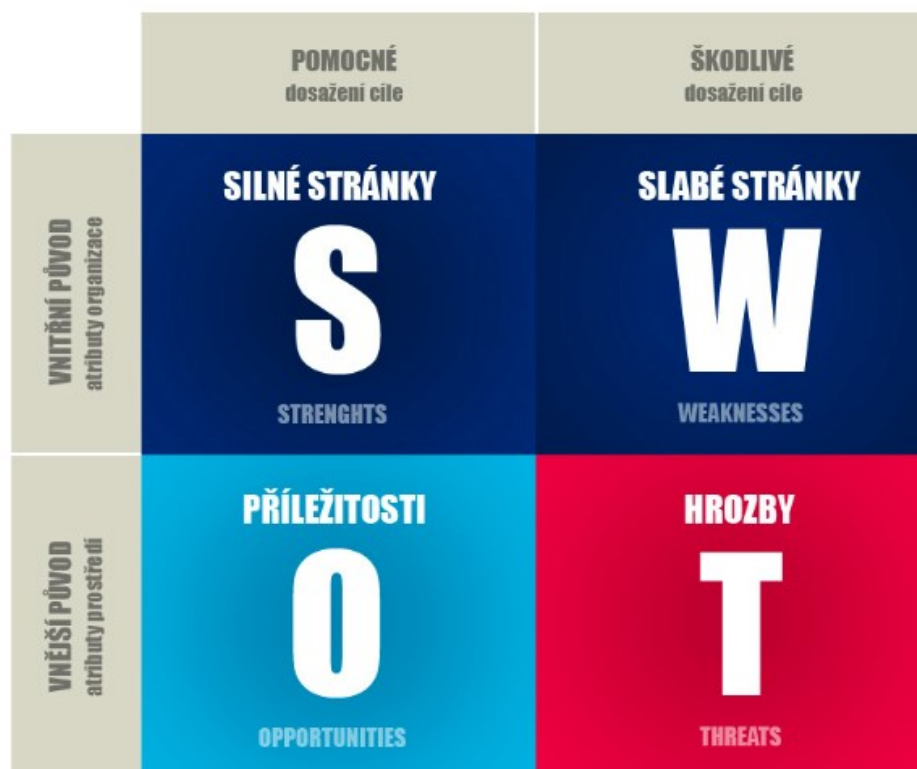 POMOCNÉ
dosažení cíle
ŠKODLIVÉ
dosažení cíle
VNITŘNÍ PŮVOD
atributy organizace
SILNÉ STRÁNKY
S
STRENGHTS
SLABÉ STRÁNKY
W
WEAKNESSES
VNĚJŠÍ PŮVOD
atributy prostředí
PŘÍLEŽITOSTI
O
OPPORTUNITIES
HROZBY
T
THREATS